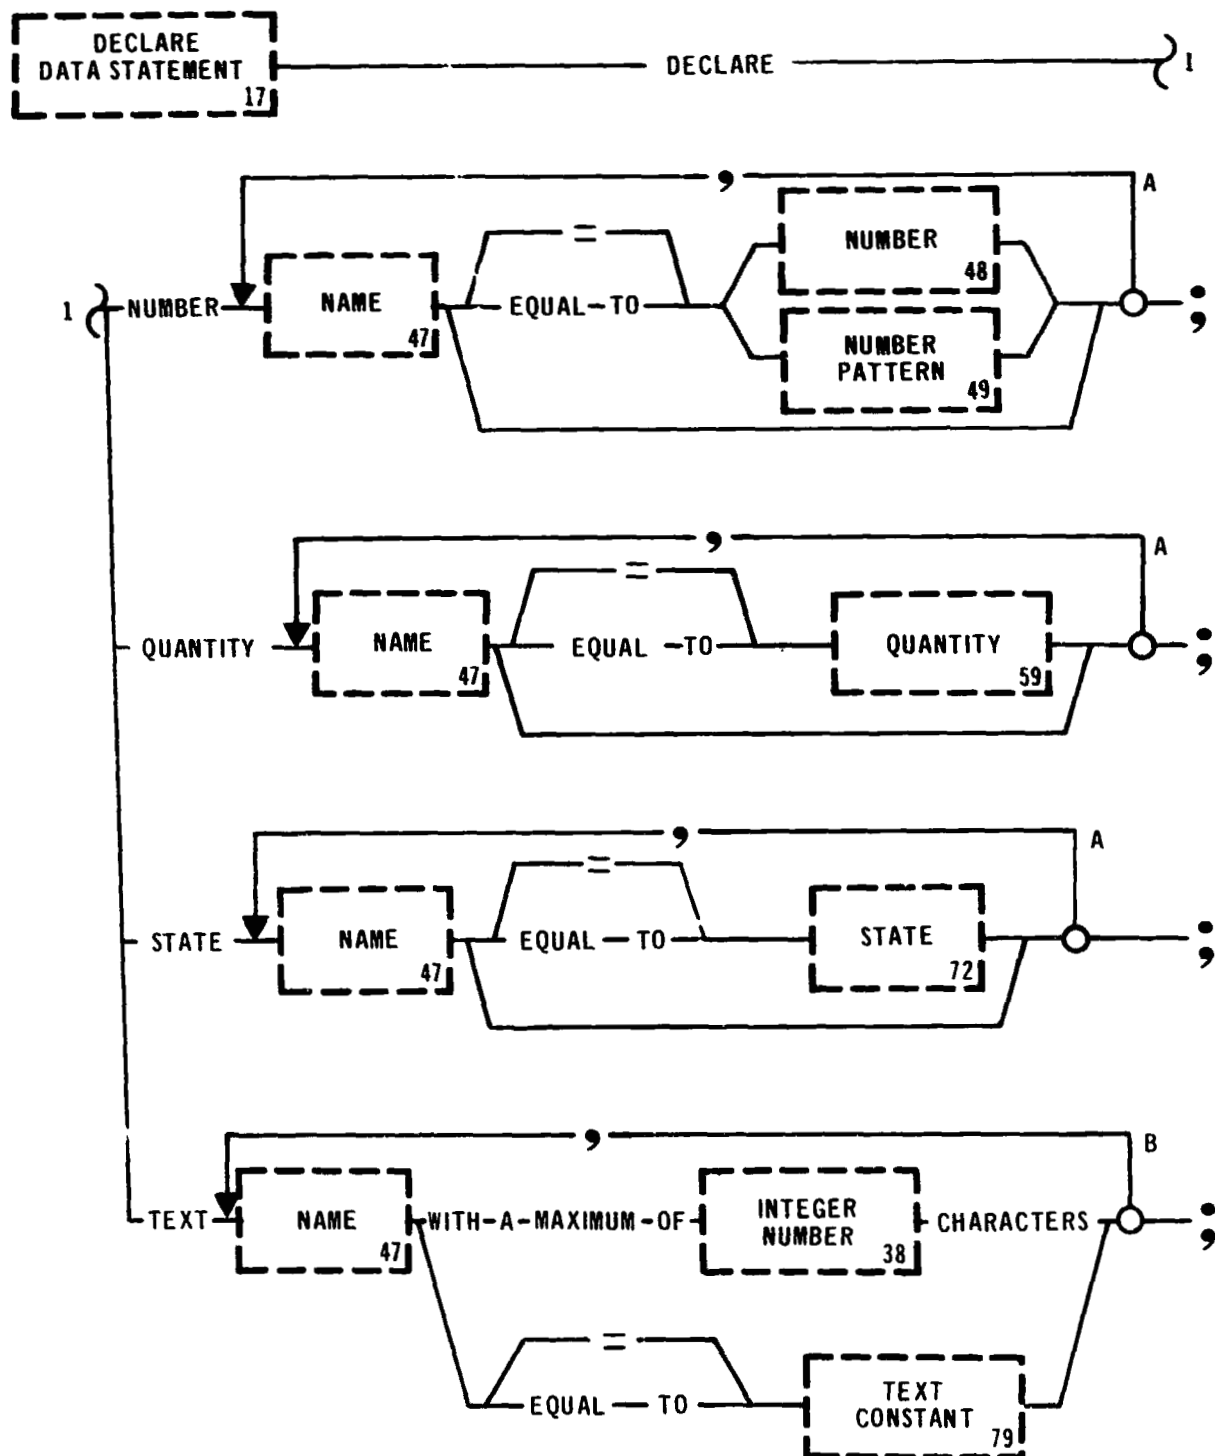 DECLARE
DATA STATEMENT
17
DECLARE
1
,
A
=
NUMBER
48
1
NUMBER
NAME
47
EQUAL-TO
;
NUMBER
PATTERN
49
,
A
=
QUANTITY
NAME
47
EQUAL-TO
QUANTITY
59
;
,
A
=
STATE
NAME
47
EQUAL-TO
STATE
72
;
,
B
TEXT
NAME
47
WITH-A-MAXIMUM-OF
INTEGER
NUMBER
38
CHARACTERS
;
=
EQUAL-TO
TEXT
CONSTANT
79